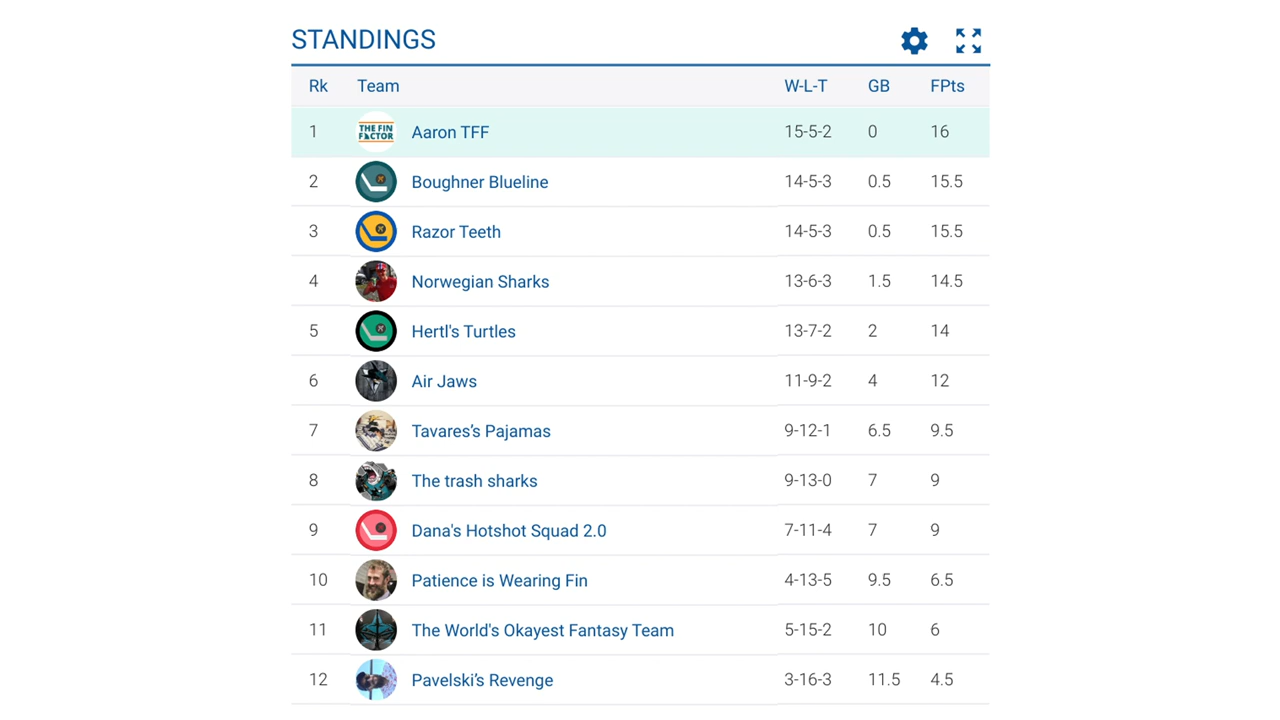 STANDINGS
Rk Team W-L-T GB FPts
1 THE FIN FACTOR Aaron TFF 15-5-2 0 16
2 Boughner Blueline 14-5-3 0.5 15.5
3 Razor Teeth 14-5-3 0.5 15.5
4 Norwegian Sharks 13-6-3 1.5 14.5
5 Hertl's Turtles 13-7-2 2 14
6 Air Jaws 11-9-2 4 12
7 Tavares’s Pajamas 9-12-1 6.5 9.5
8 The trash sharks 9-13-0 7 9
9 Dana's Hotshot Squad 2.0 7-11-4 7 9
10 Patience is Wearing Fin 4-13-5 9.5 6.5
11 The World's Okayest Fantasy Team 5-15-2 10 6
12 Pavelski’s Revenge 3-16-3 11.5 4.5